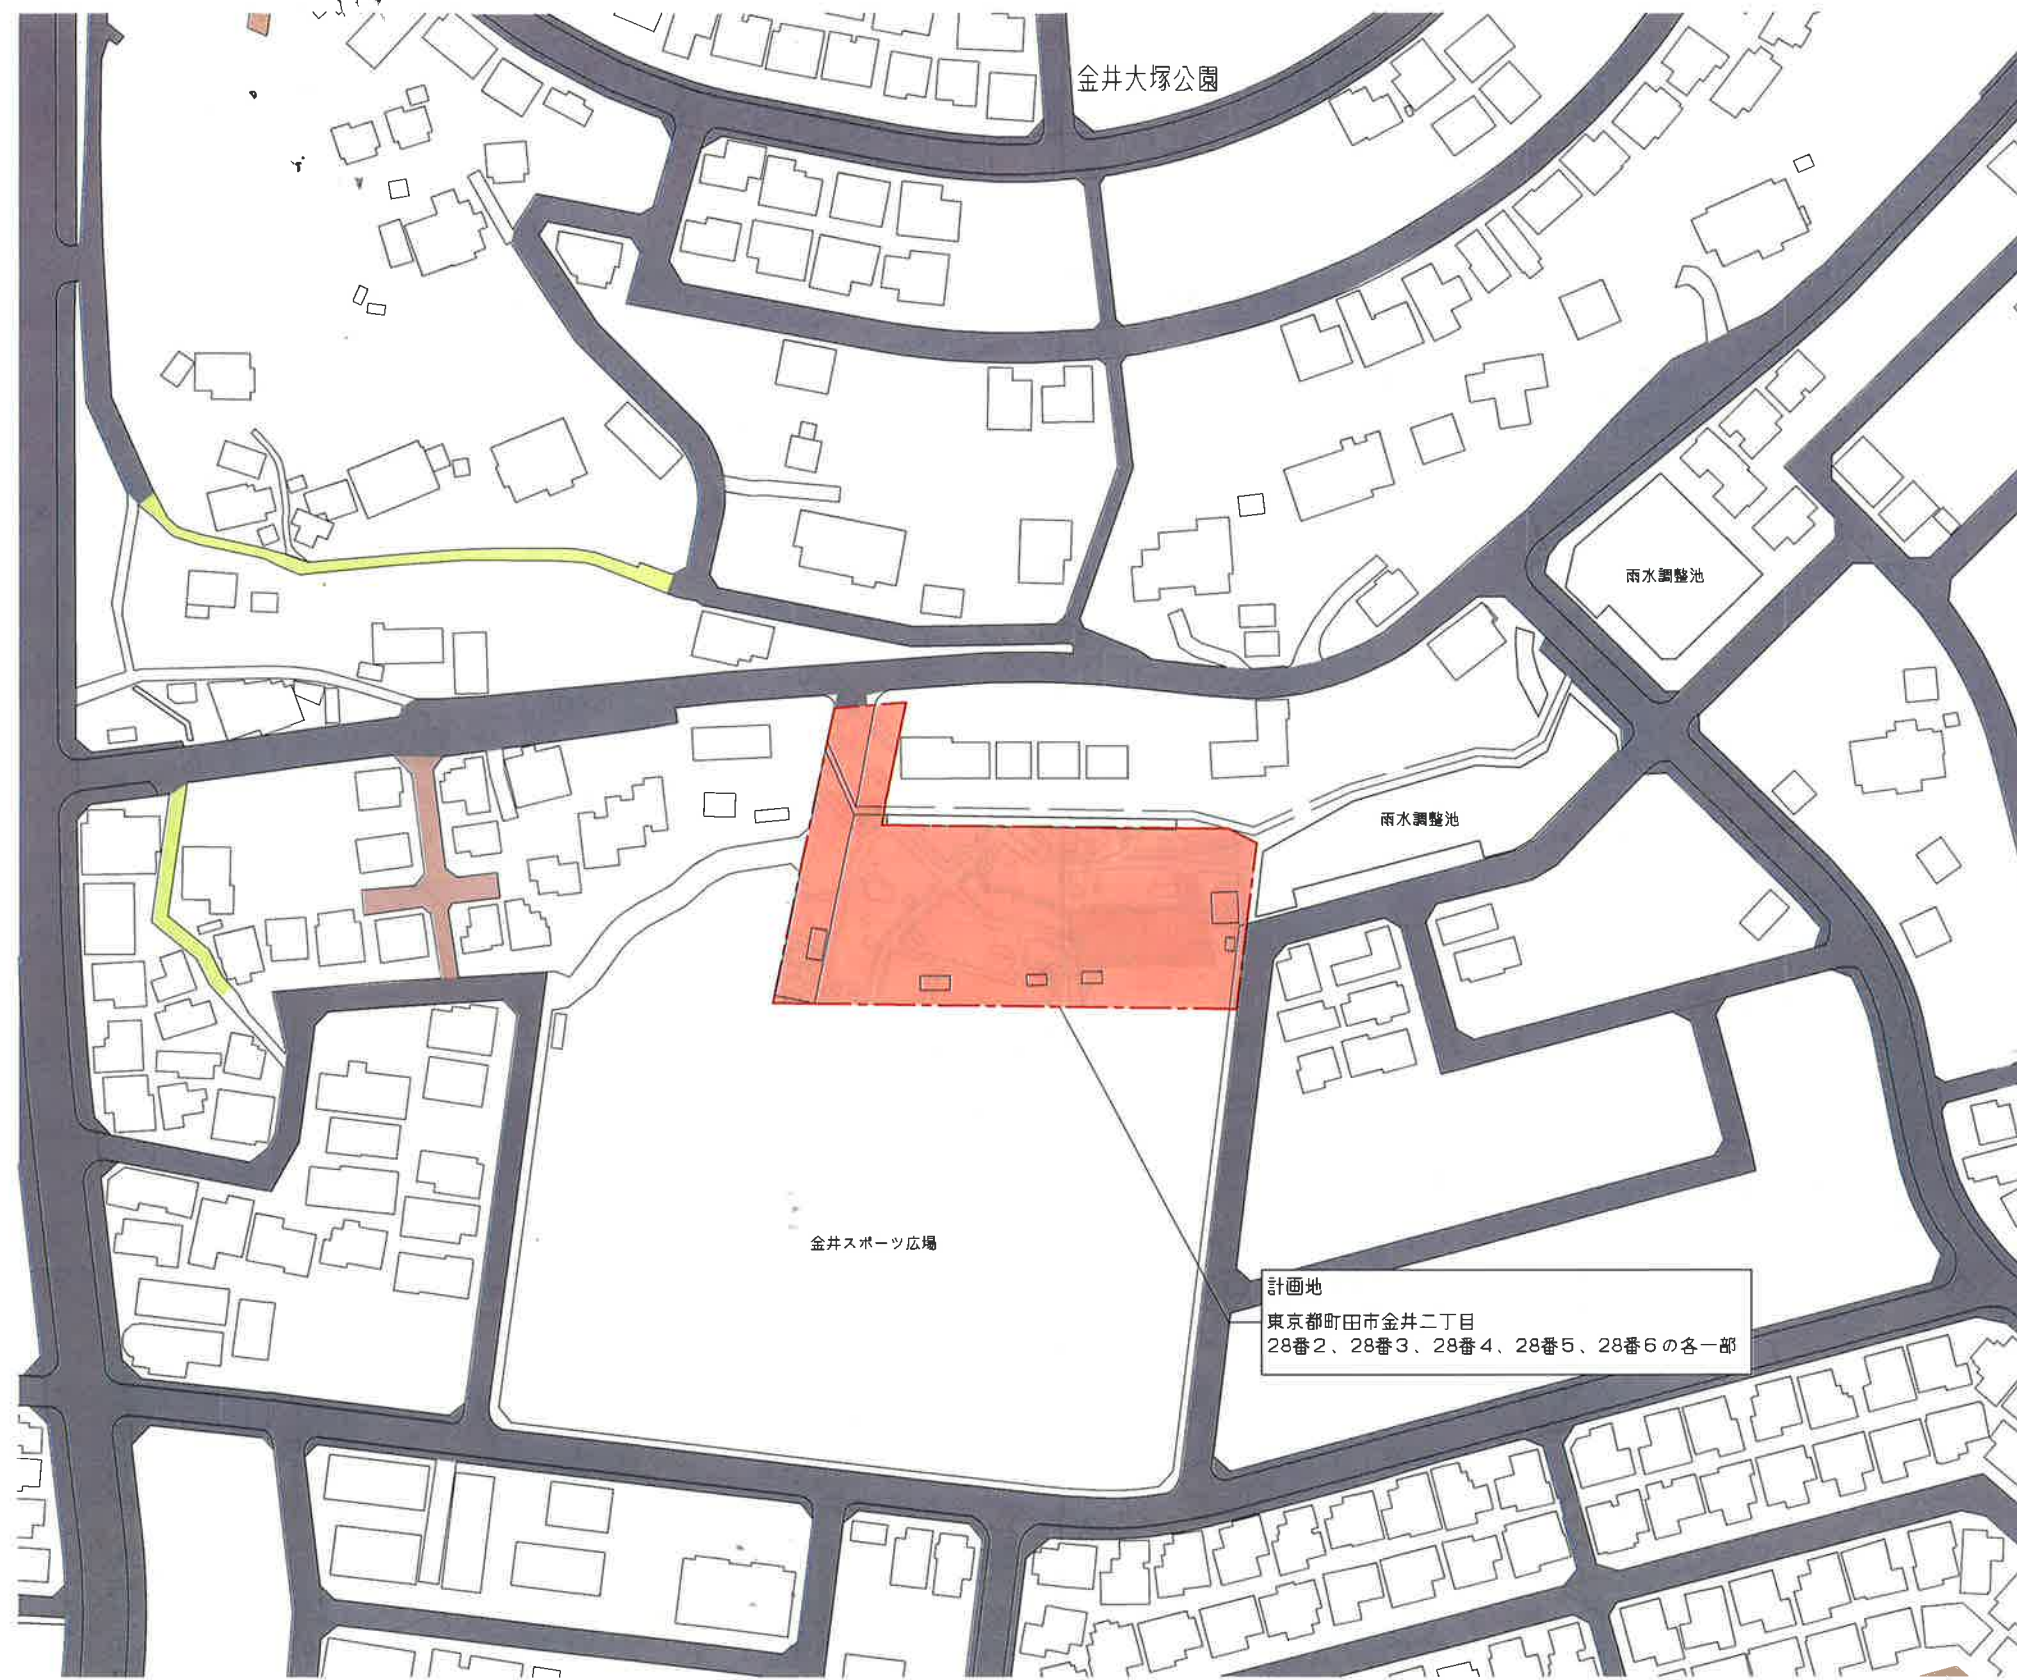 金井大塚公園
雨水調整池
雨水調整池
金井スポーツ広場
計画地
東京都町田市金井二丁目
28番2、28番3、28番4、28番5、28番6の各一部